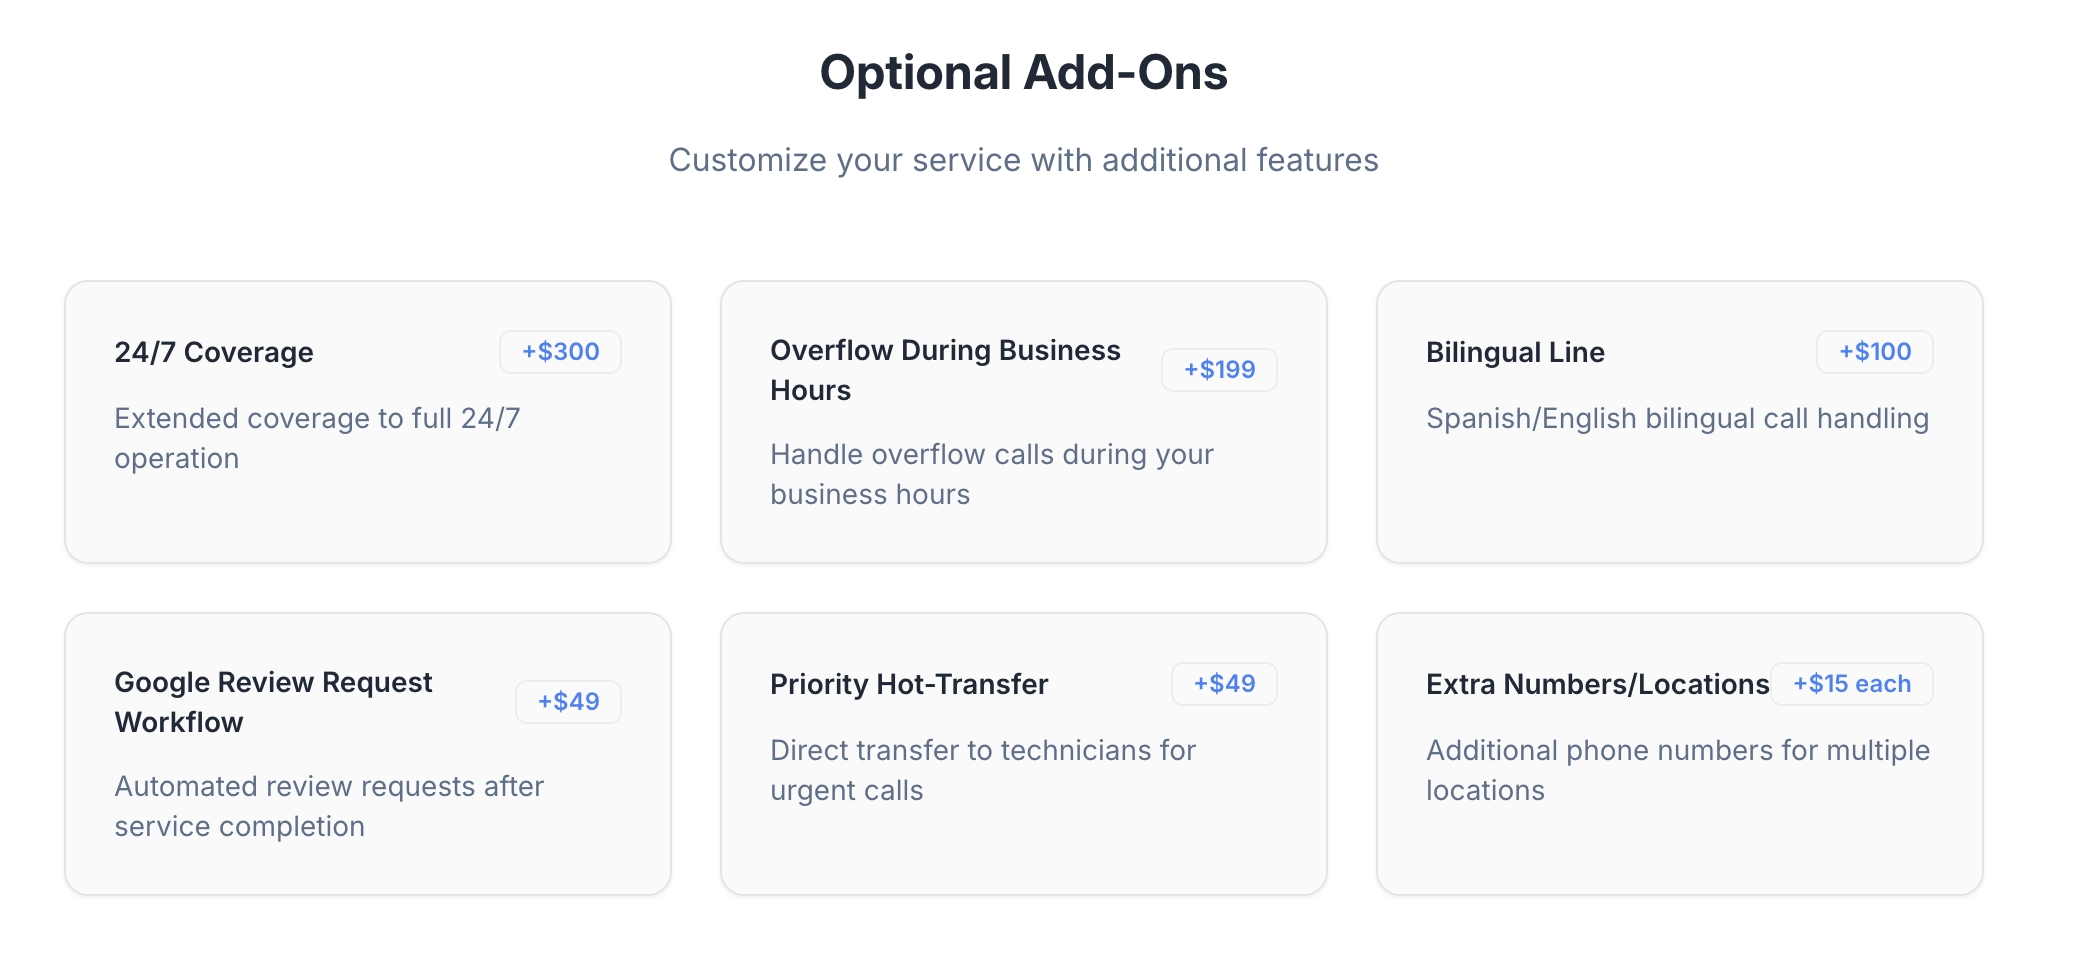 Optional Add-Ons
Customize your service with additional features
24/7 Coverage
+$300
Extended coverage to full 24/7
operation
Overflow During Business
Hours
+$199
Handle overflow calls during your
business hours
Bilingual Line
+$100
Spanish/English bilingual call handling
Google Review Request
Workflow
+$49
Automated review requests after
service completion
Priority Hot-Transfer
+$49
Direct transfer to technicians for
urgent calls
Extra Numbers/Locations
+$15 each
Additional phone numbers for multiple
locations